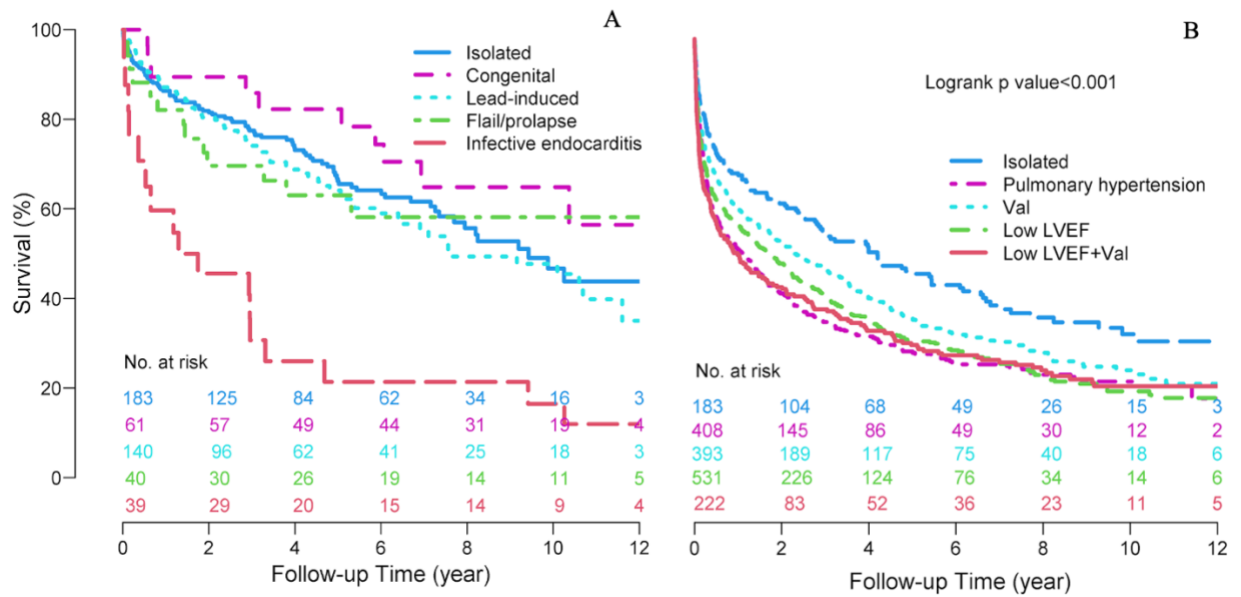 A
100
80
60
40
20
0
Survival (%)
Isolated
Congenital
Lead-induced
Flail/prolapse
Infective endocarditis
No. at risk
183 125 84 62 34 16 3
61 57 49 44 31 19 4
140 96 62 41 25 18 3
40 30 26 19 14 11 5
39 29 20 15 14 9 4
0 2 4 6 8 10 12
Follow-up Time (year)
B
Logrank p value<0.001
Isolated
Pulmonary hypertension
Val
Low LVEF
Low LVEF+Val
No. at risk
183 104 68 49 26 15 3
408 145 86 49 30 12 2
393 189 117 75 40 18 6
531 226 124 76 34 14 6
222 83 52 36 23 11 5
0 2 4 6 8 10 12
Follow-up Time (year)